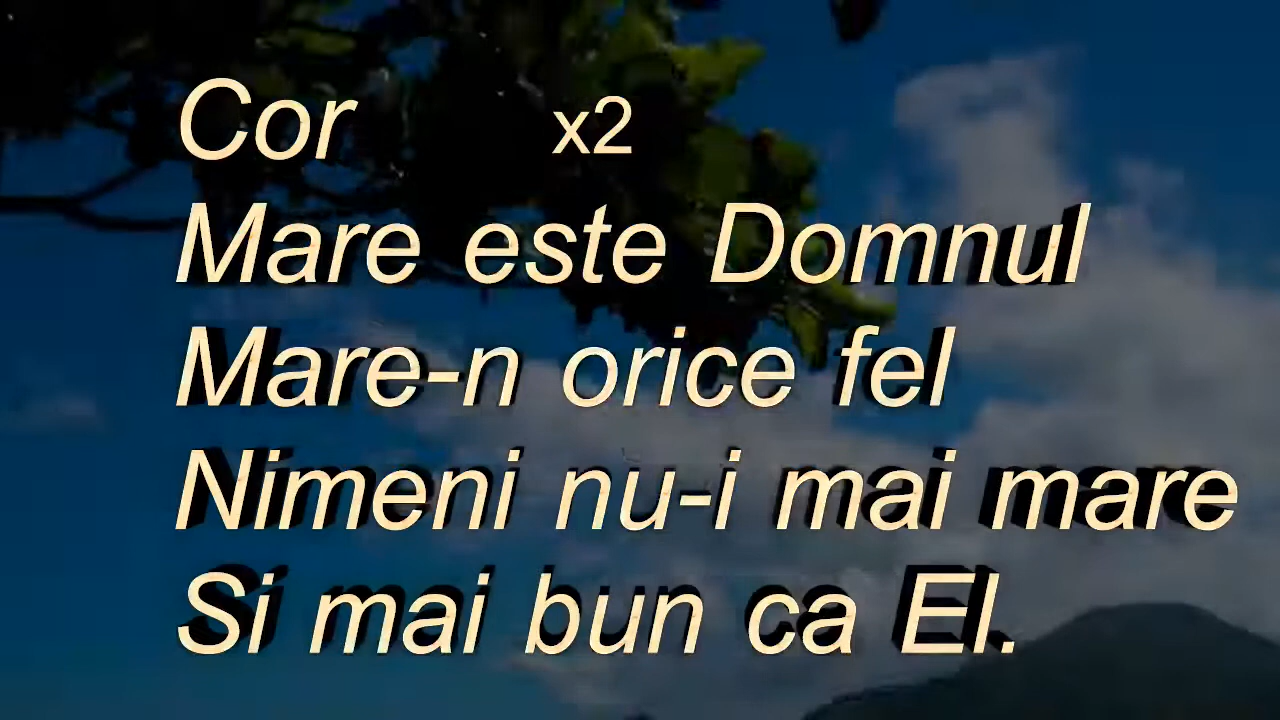 Cor x2
Mare este Domnul
Mare-n orice fel
Nimeni nu-i mai mare
Si mai bun ca El.